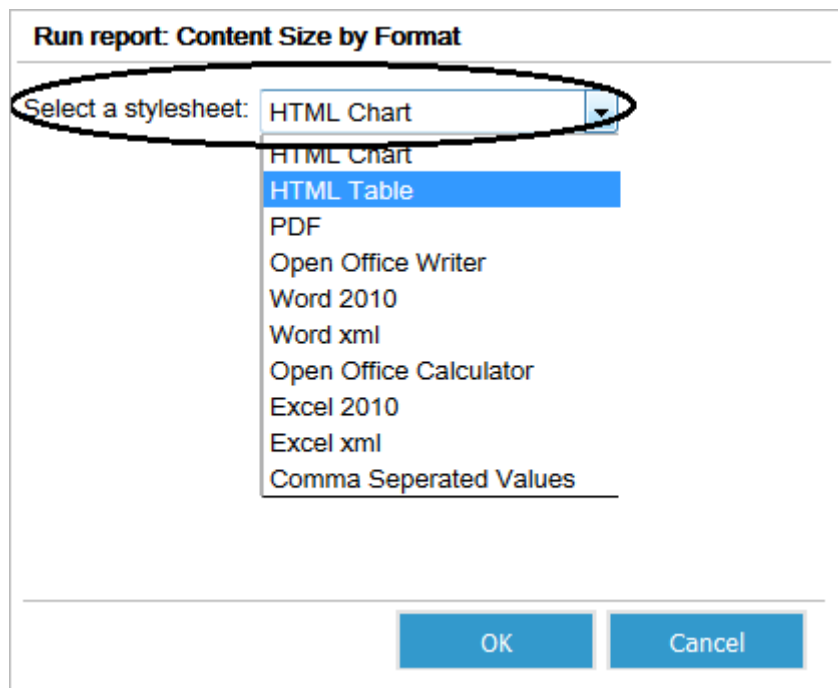 Run report: Content Size by Format
Select a stylesheet: HTML Chart
HTML Chart
HTML Table
PDF
Open Office Writer
Word 2010
Word xml
Open Office Calculator
Excel 2010
Excel xml
Comma Seperated Values
OK Cancel